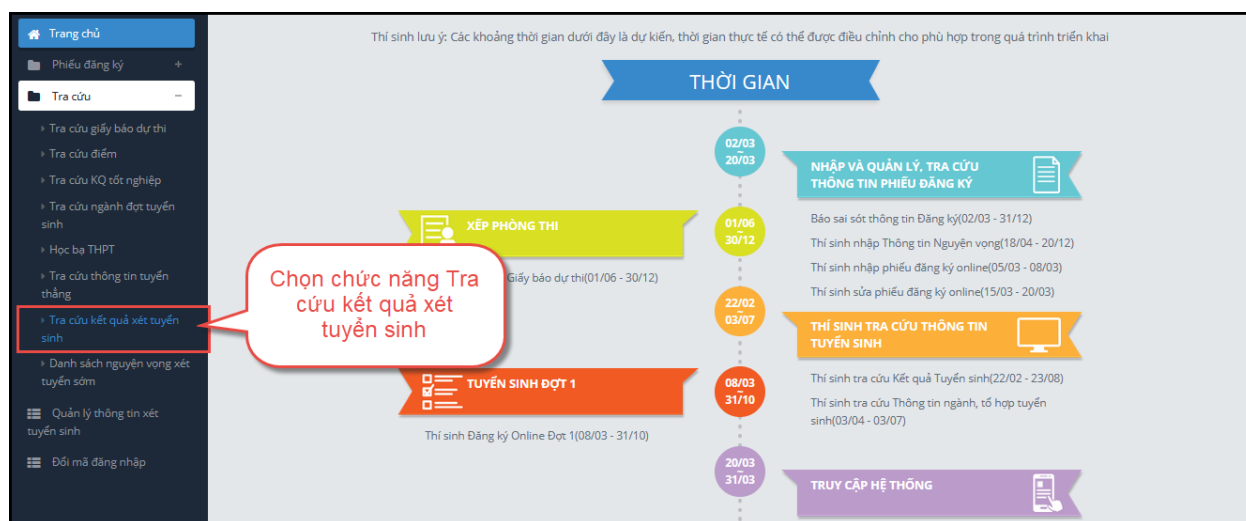 Trang chủ
Phiếu đăng ký +
Tra cứu −
Tra cứu giấy báo dự thi
Tra cứu điểm
Tra cứu KQ tốt nghiệp
Tra cứu ngành đợt tuyển
sinh
Học bạ THPT
Tra cứu thông tin tuyển
thẳng
Tra cứu kết quả xét tuyển
sinh
Danh sách nguyện vọng xét
tuyển sớm
Quản lý thông tin xét
tuyển sinh
Đổi mã đăng nhập
Chọn chức năng Tra
cứu kết quả xét
tuyển sinh
Thí sinh lưu ý: Các khoảng thời gian dưới đây là dự kiến, thời gian thực tế có thể được điều chỉnh cho phù hợp trong quá trình triển khai
THỜI GIAN
02/03
~
20/03
NHẬP VÀ QUẢN LÝ, TRA CỨU
THÔNG TIN PHIẾU ĐĂNG KÝ
Báo sai sót thông tin Đăng ký(02/03 - 31/12)
Thí sinh nhập Thông tin Nguyện vọng(18/04 - 20/12)
Thí sinh nhập phiếu đăng ký online(05/03 - 08/03)
Thí sinh sửa phiếu đăng ký online(15/03 - 20/03)
XẾP PHÒNG THI
01/06
~
30/12
Giấy báo dự thi(01/06 - 30/12)
22/02
~
03/07
THÍ SINH TRA CỨU THÔNG TIN
TUYỂN SINH
Thí sinh tra cứu Kết quả Tuyển sinh(22/02 - 23/08)
Thí sinh tra cứu Thông tin ngành, tổ hợp tuyển
sinh(03/04 - 03/07)
TUYỂN SINH ĐỢT 1
08/03
~
31/10
Thí sinh Đăng ký Online Đợt 1(08/03 - 31/10)
20/03
~
31/03
TRUY CẬP HỆ THỐNG